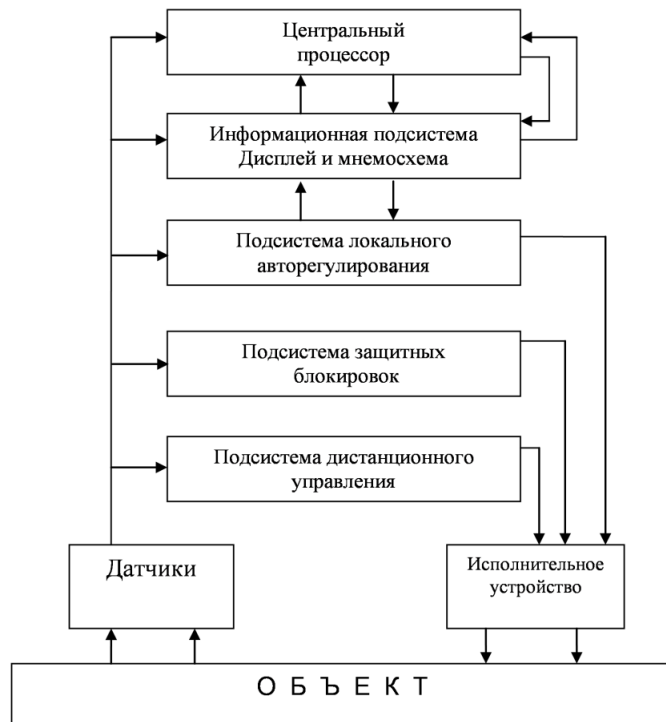 Центральный
процессор
Информационная подсистема
Дисплей и мнемосхема
Подсистема локального
авторегулирования
Подсистема защитных
блокировок
Подсистема дистанционного
управления
Датчики
Исполнительное
устройство
О Б Ъ Е К Т